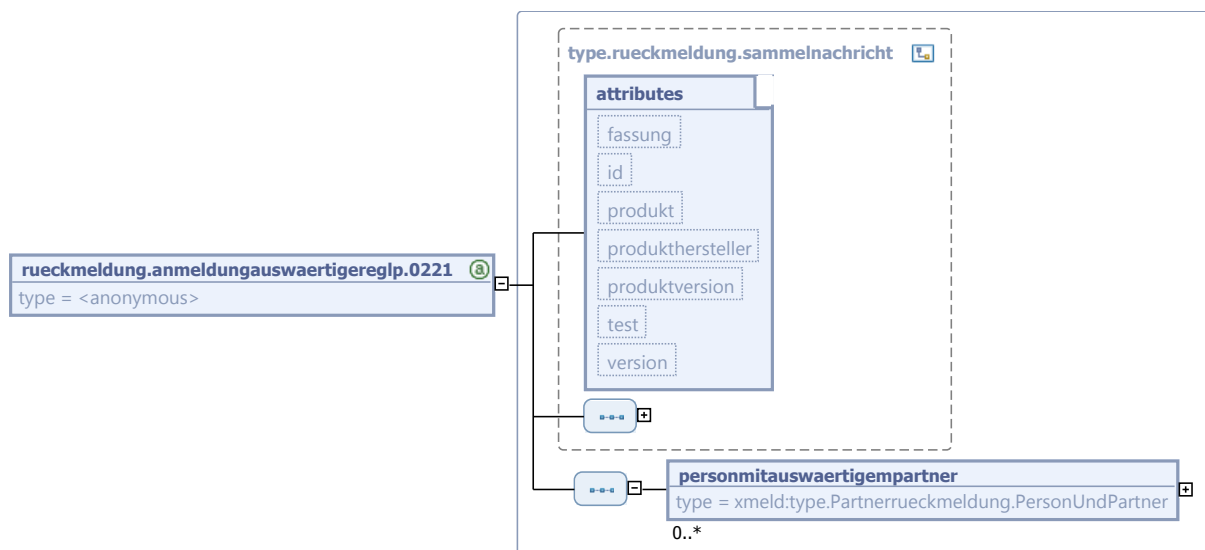 type.rueckmeldung.sammelnachricht
attributes
fassung
id
produkt
produkthersteller
produktversion
test
version
rueckmeldung.anmeldungauswaertigereglp.0221 a
type = <anonymous>
personmitauswaertigempartner
type = xmeld:type.Partnerrueckmeldung.PersonUndPartner
0..*